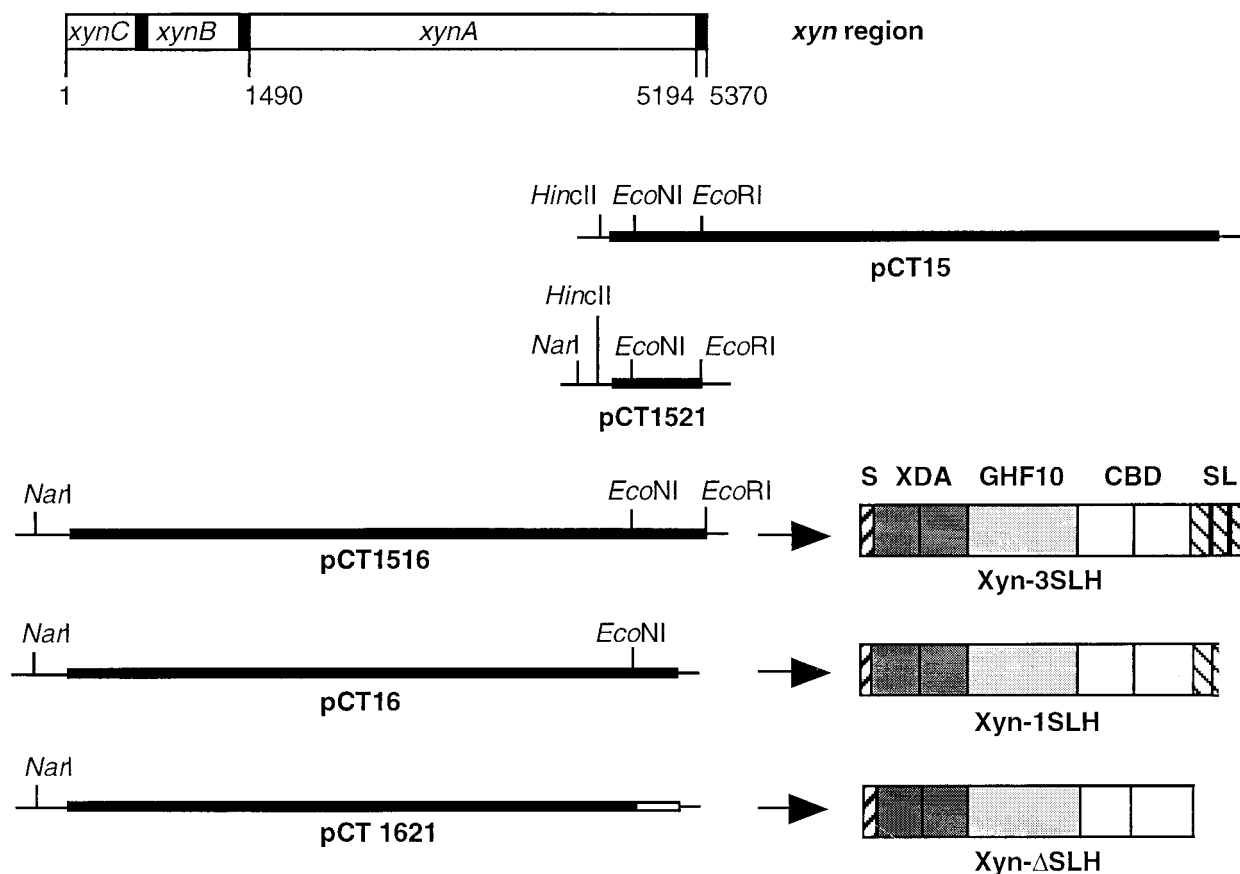 xynC xynB xynA xyn region
1 1490 5194 5370
HincII EcoNI EcoRI
pCT15
HincII
NarI EcoNI EcoRI
pCT1521
S XDA GHF10 CBD SL
NarI EcoNI EcoRI
pCT1516
Xyn-3SLH
NarI EcoNI
pCT16
Xyn-1SLH
NarI
pCT 1621
Xyn-ΔSLH